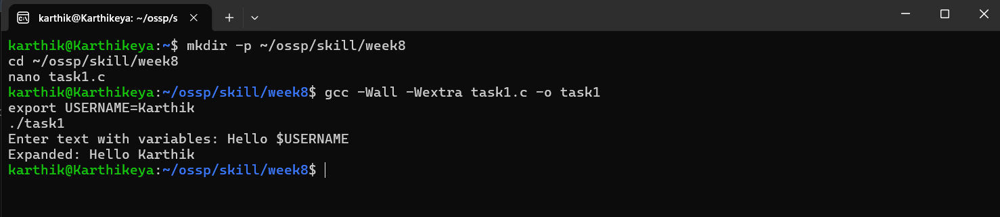 karthik@Karthikeya: ~/ossp/s
karthik@Karthikeya:~$ mkdir -p ~/ossp/skill/week8
cd ~/ossp/skill/week8
nano task1.c
karthik@Karthikeya:~/ossp/skill/week8$ gcc -Wall -Wextra task1.c -o task1
export USERNAME=Karthik
./task1
Enter text with variables: Hello $USERNAME
Expanded: Hello Karthik
karthik@Karthikeya:~/ossp/skill/week8$